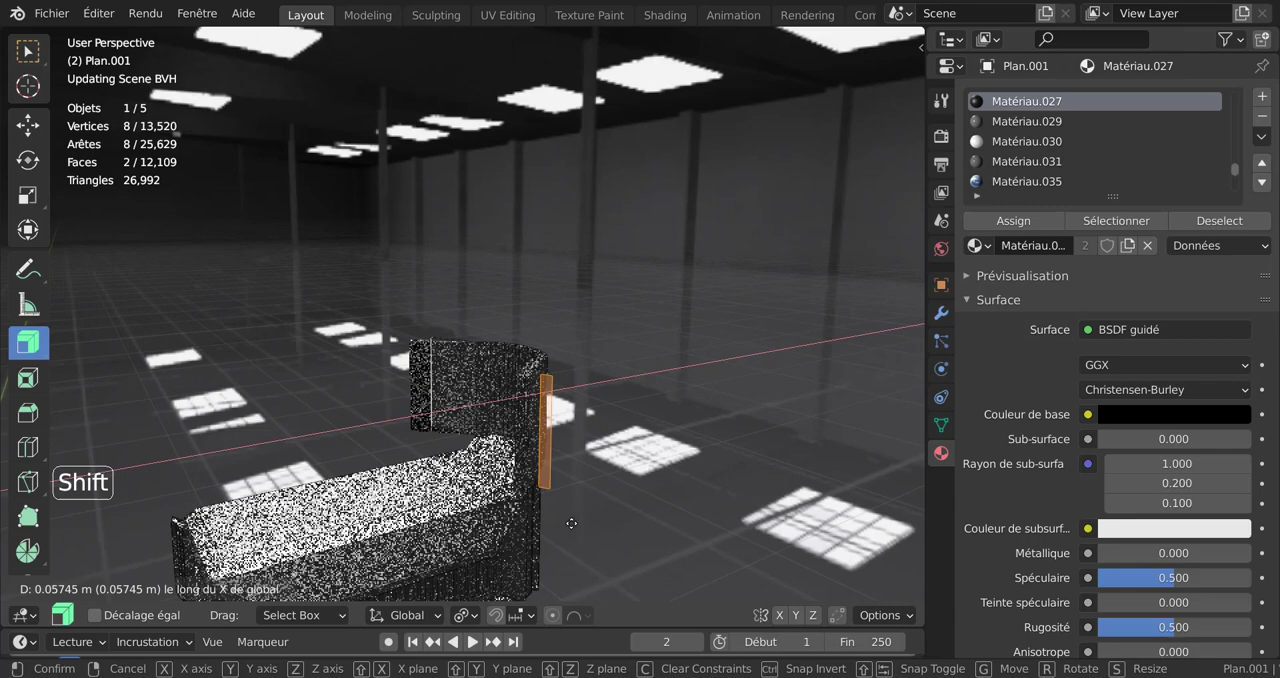 Fichier Éditer Rendu Fenêtre Aide Layout Modeling Sculpting UV Editing Texture Paint Shading Animation Rendering Com Scene View Layer
User Perspective
(2) Plan.001
Updating Scene BVH
Objets 1 / 5
Vertices 8 / 13,520
Arêtes 8 / 25,629
Faces 2 / 12,109
Triangles 26,992
Shift
D: 0.05745 m (0.05745 m) le long du X de global
Décalage égal Drag: Select Box Global X Y Z Options
Lecture Incrustation Vue Marqueur 2 Début 1 Fin 250
Confirm Cancel X X axis Y Y axis Z Z axis X X plane Y Y plane Z Z plane C Clear Constraints Ctrl Snap Invert Snap Toggle G Move R Rotate S Resize Plan.001 |
Plan.001 Matériau.027
Matériau.027
Matériau.029
Matériau.030
Matériau.031
Matériau.035
Assign Sélectionner Deselect
Matériau.0... 2 Données
Prévisualisation
Surface
Surface BSDF guidé
GGX
Christensen-Burley
Couleur de base
Sub-surface 0.000
Rayon de sub-surfa 1.000
0.200
0.100
Couleur de subsurf...
Métallique 0.000
Spéculaire 0.500
Teinte spéculaire 0.000
Rugosité 0.500
Anisotrope 0.000